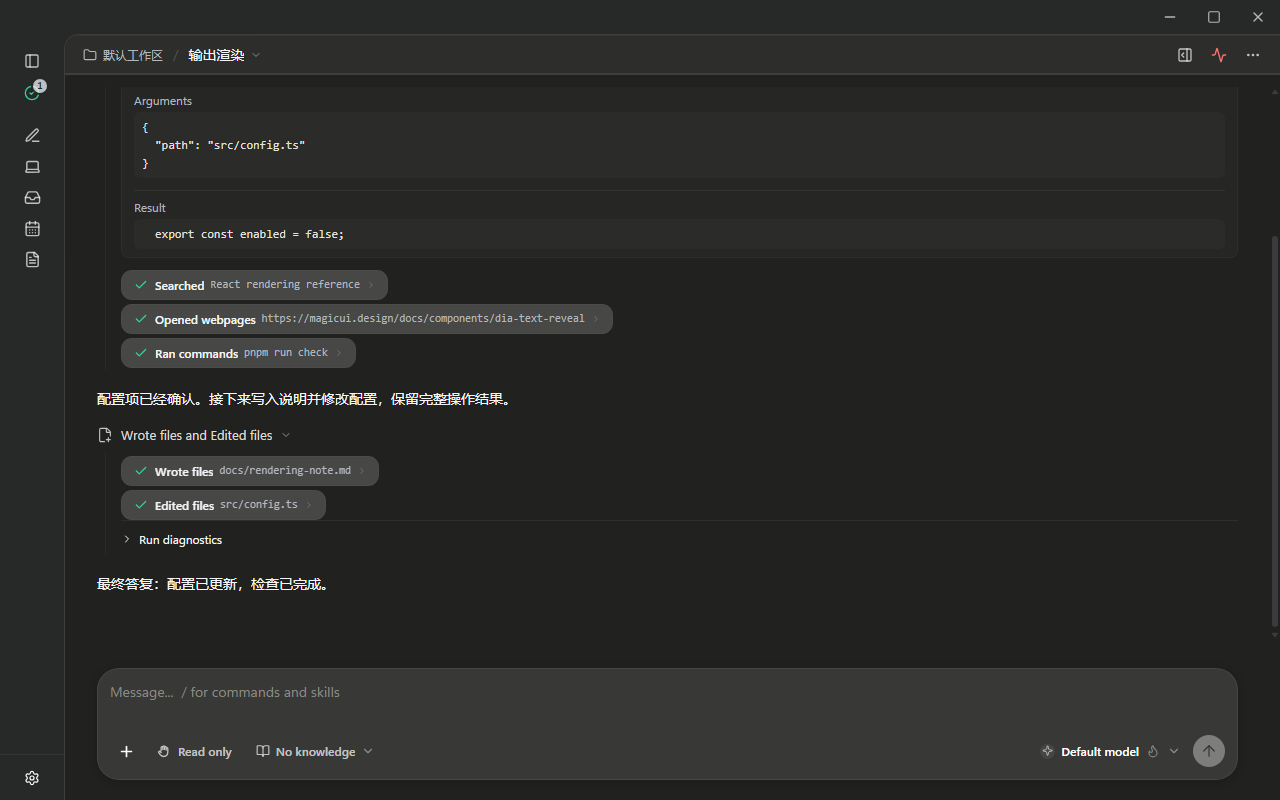 默认工作区 / 输出渲染
1
Arguments
{
"path": "src/config.ts"
}
Result
export const enabled = false;
Searched React rendering reference
Opened webpages https://magicui.design/docs/components/dia-text-reveal
Ran commands pnpm run check
配置项已经确认。接下来写入说明并修改配置，保留完整操作结果。
Wrote files and Edited files
Wrote files docs/rendering-note.md
Edited files src/config.ts
Run diagnostics
最终答复：配置已更新，检查已完成。
Message... / for commands and skills
Read only No knowledge Default model